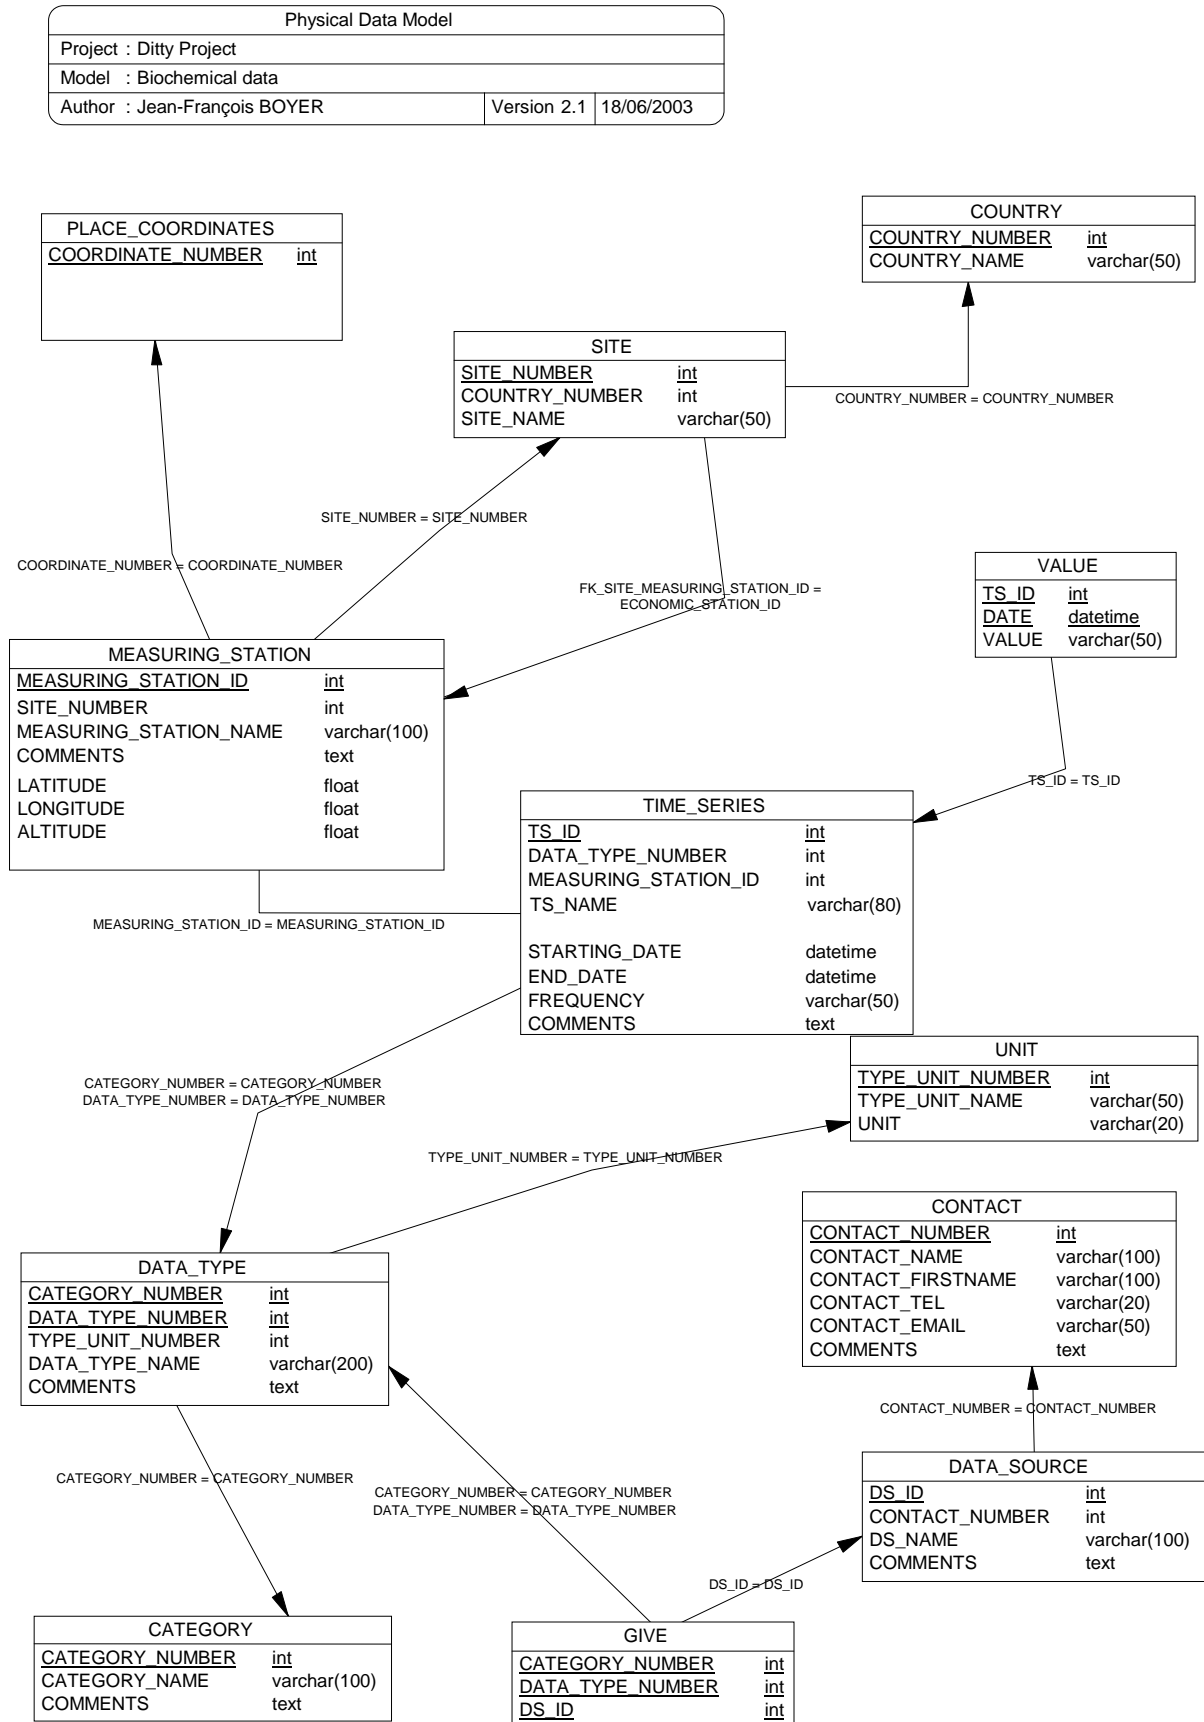 Physical Data Model
Project : Ditty Project
Model : Biochemical data
Author : Jean-François BOYER Version 2.1 18/06/2003
PLACE_COORDINATES
COORDINATE_NUMBER int
COUNTRY
COUNTRY_NUMBER int
COUNTRY_NAME varchar(50)
SITE
SITE_NUMBER int
COUNTRY_NUMBER int
SITE_NAME varchar(50)
COUNTRY_NUMBER = COUNTRY_NUMBER
SITE_NUMBER = SITE_NUMBER
COORDINATE_NUMBER = COORDINATE_NUMBER
FK_SITE_MEASURING_STATION_ID =
ECONOMIC_STATION_ID
VALUE
TS_ID int
DATE datetime
VALUE varchar(50)
MEASURING_STATION
MEASURING_STATION_ID int
SITE_NUMBER int
MEASURING_STATION_NAME varchar(100)
COMMENTS text
LATITUDE float
LONGITUDE float
ALTITUDE float
TS_ID = TS_ID
TIME_SERIES
TS_ID int
DATA_TYPE_NUMBER int
MEASURING_STATION_ID int
TS_NAME varchar(80)
STARTING_DATE datetime
END_DATE datetime
FREQUENCY varchar(50)
COMMENTS text
MEASURING_STATION_ID = MEASURING_STATION_ID
UNIT
TYPE_UNIT_NUMBER int
TYPE_UNIT_NAME varchar(50)
UNIT varchar(20)
CATEGORY_NUMBER = CATEGORY_NUMBER
DATA_TYPE_NUMBER = DATA_TYPE_NUMBER
TYPE_UNIT_NUMBER = TYPE_UNIT_NUMBER
CONTACT
CONTACT_NUMBER int
CONTACT_NAME varchar(100)
CONTACT_FIRSTNAME varchar(100)
CONTACT_TEL varchar(20)
CONTACT_EMAIL varchar(50)
COMMENTS text
DATA_TYPE
CATEGORY_NUMBER int
DATA_TYPE_NUMBER int
TYPE_UNIT_NUMBER int
DATA_TYPE_NAME varchar(200)
COMMENTS text
CONTACT_NUMBER = CONTACT_NUMBER
DATA_SOURCE
DS_ID int
CONTACT_NUMBER int
DS_NAME varchar(100)
COMMENTS text
CATEGORY_NUMBER = CATEGORY_NUMBER
CATEGORY_NUMBER = CATEGORY_NUMBER
DATA_TYPE_NUMBER = DATA_TYPE_NUMBER
DS_ID = DS_ID
CATEGORY
CATEGORY_NUMBER int
CATEGORY_NAME varchar(100)
COMMENTS text
GIVE
CATEGORY_NUMBER int
DATA_TYPE_NUMBER int
DS_ID int